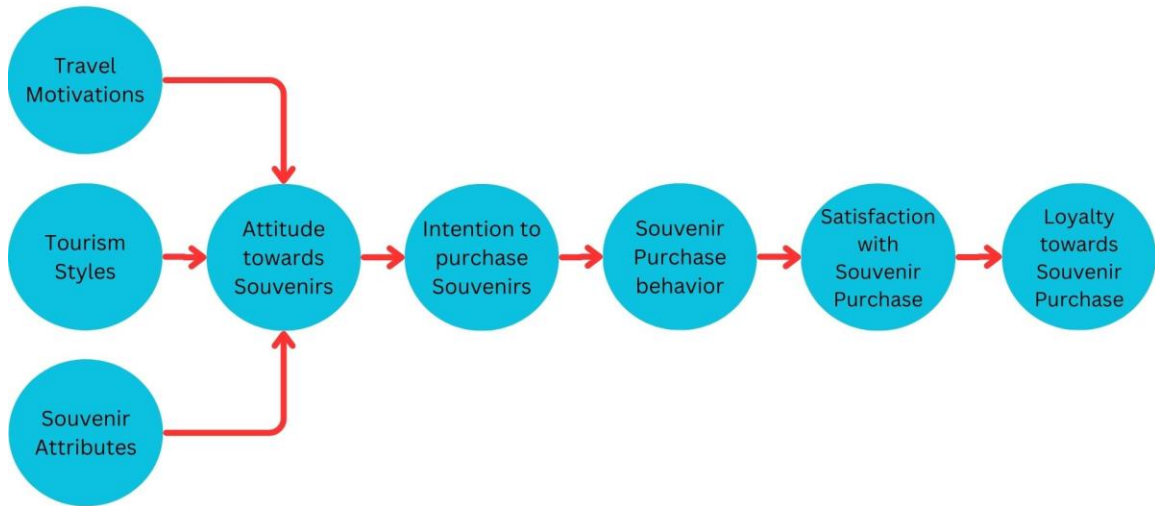 Travel
Motivations
Tourism
Styles
Souvenir
Attributes
Attitude
towards
Souvenirs
Intention to
purchase
Souvenirs
Souvenir
Purchase
behavior
Satisfaction
with
Souvenir
Purchase
Loyalty
towards
Souvenir
Purchase